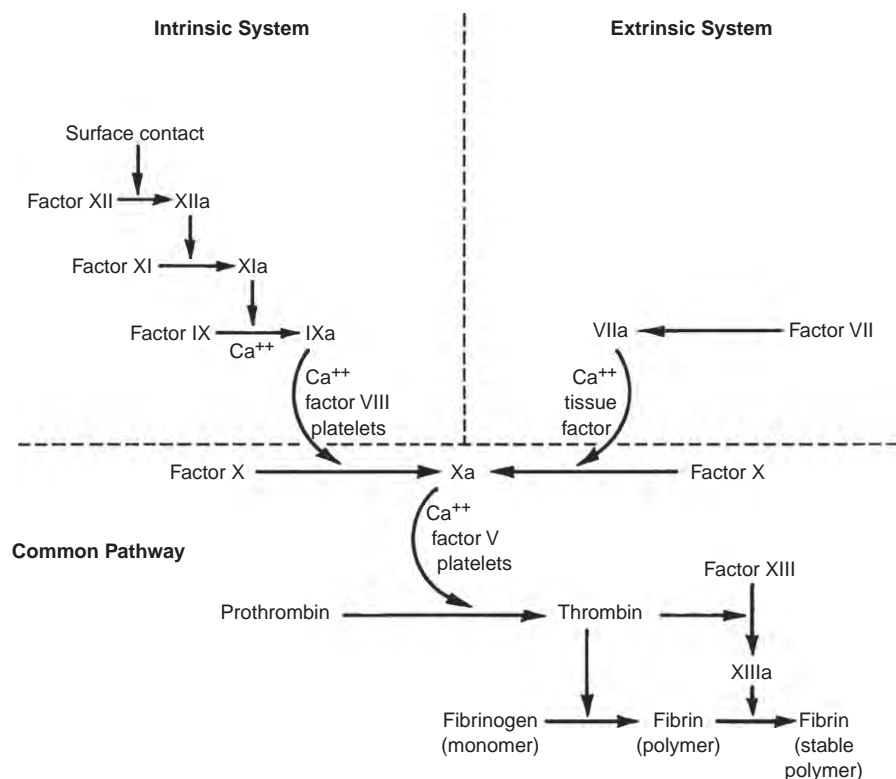 Intrinsic System
Extrinsic System
Surface contact
Factor XII
XIIa
Factor XI
XIa
Factor IX
Ca++
IXa
VIIa
Factor VII
Ca++
factor VIII
platelets
Ca++
tissue
factor
Factor X
Xa
Factor X
Ca++
factor V
platelets
Common Pathway
Factor XIII
Prothrombin
Thrombin
XIIIa
Fibrinogen
(monomer)
Fibrin
(polymer)
Fibrin
(stable
polymer)